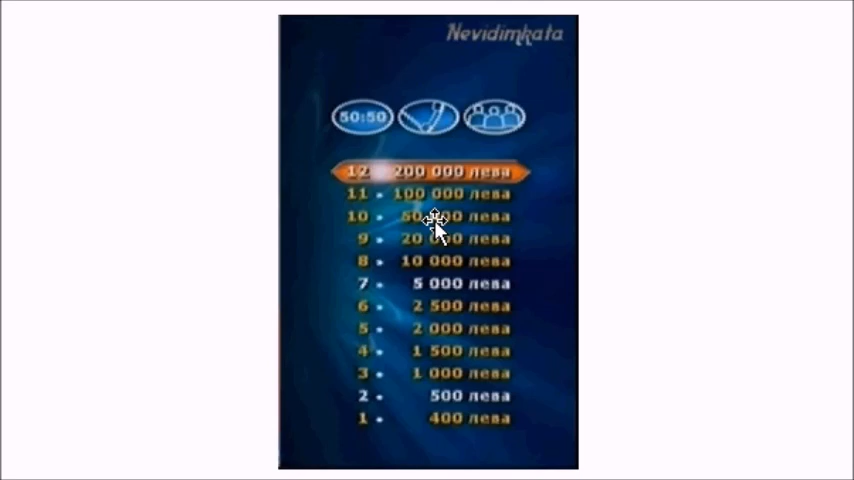 Nevidimkata
50:50
12 • 200 000 лева
11 • 100 000 лева
10 • 50 000 лева
9 • 20 000 лева
8 • 10 000 лева
7 • 5 000 лева
6 • 2 500 лева
5 • 2 000 лева
4 • 1 500 лева
3 • 1 000 лева
2 • 500 лева
1 • 400 лева